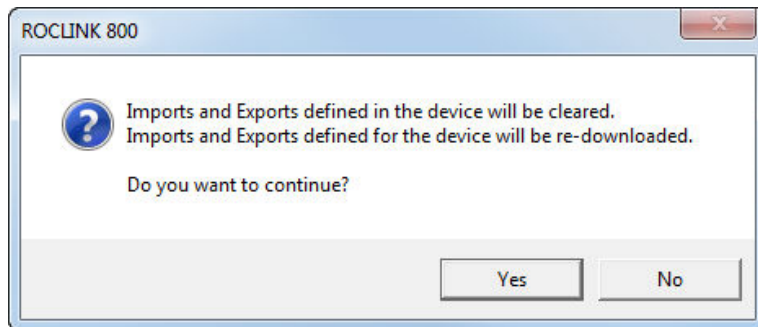 ROCLINK 800
Imports and Exports defined in the device will be cleared.
Imports and Exports defined for the device will be re-downloaded.
Do you want to continue?
Yes
No